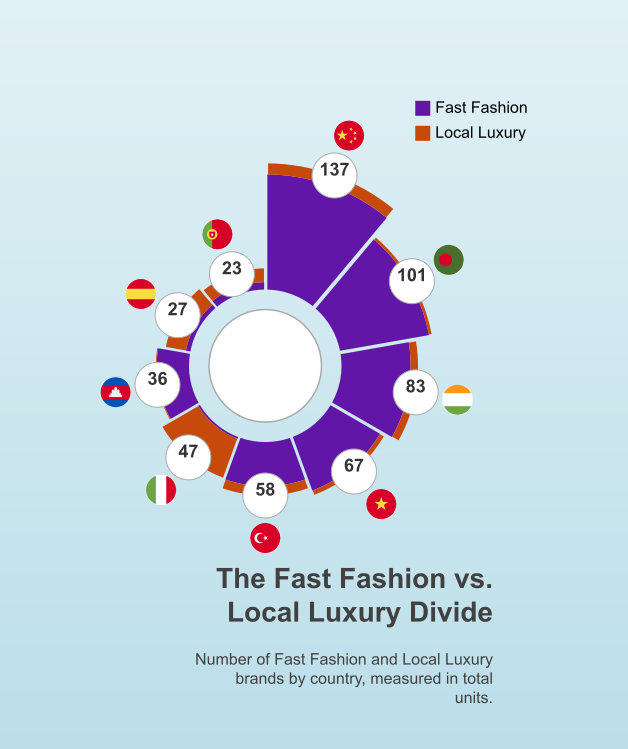 Fast Fashion
Local Luxury
137
101
83
67
58
47
36
27
23
The Fast Fashion vs.
Local Luxury Divide
Number of Fast Fashion and Local Luxury
brands by country, measured in total
units.